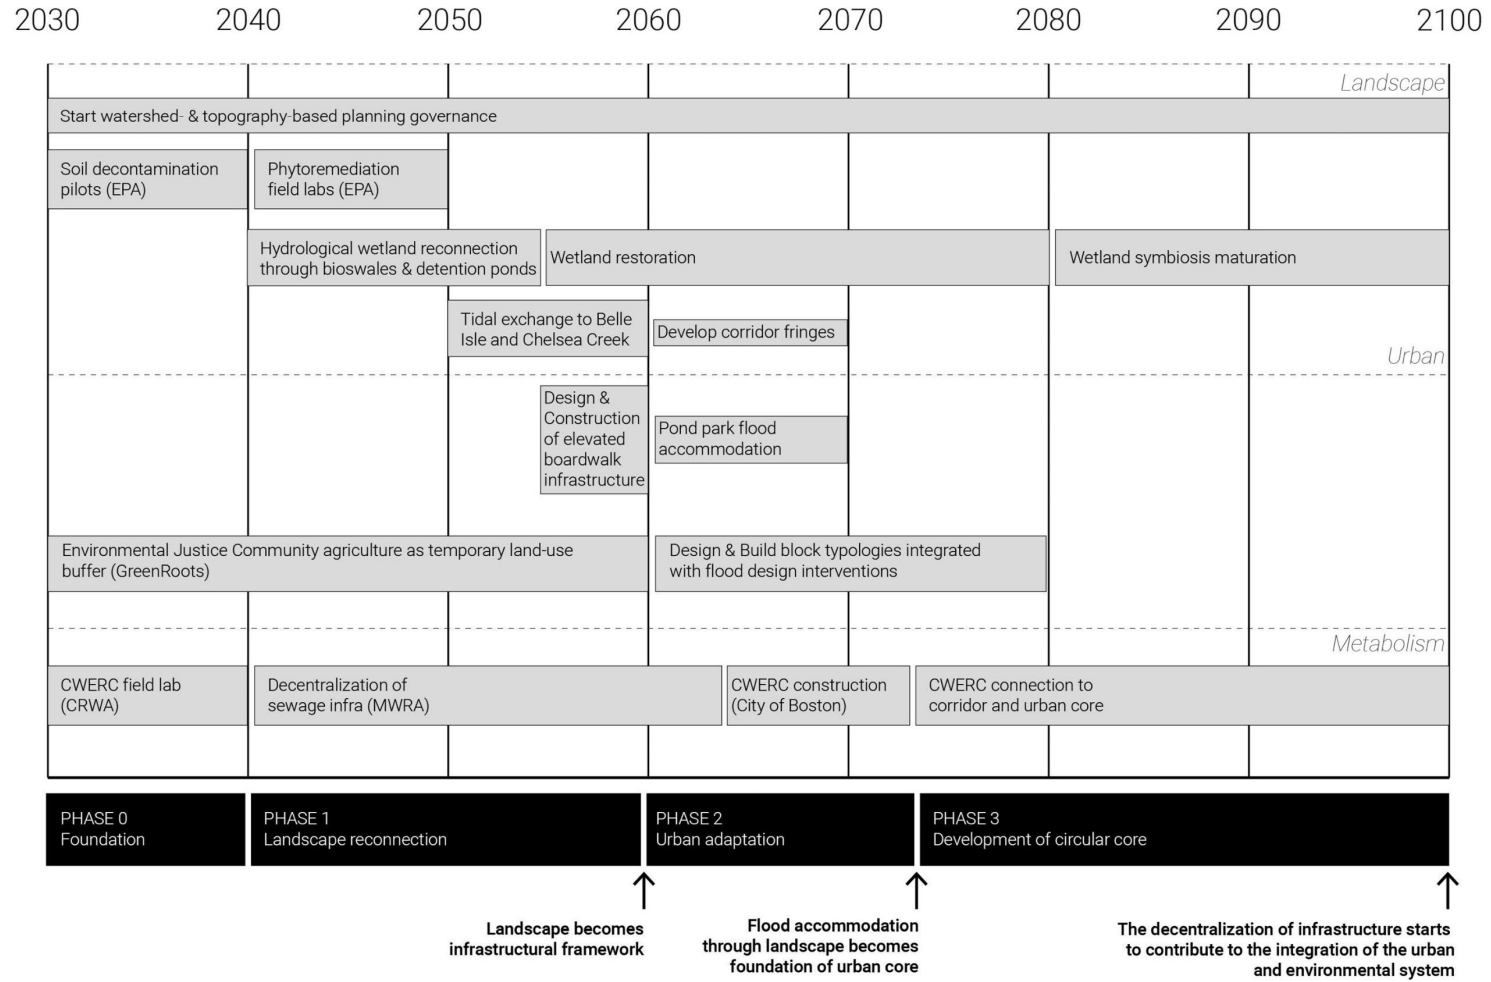 2030 2040 2050 2060 2070 2080 2090 2100
Landscape
Start watershed- & topography-based planning governance
Soil decontamination
pilots (EPA)
Phytoremediation
field labs (EPA)
Hydrological wetland reconnection
through bioswales & detention ponds
Wetland restoration
Wetland symbiosis maturation
Tidal exchange to Belle
Isle and Chelsea Creek
Develop corridor fringes
Urban
Design &
Construction
of elevated
boardwalk
infrastructure
Pond park flood
accommodation
Environmental Justice Community agriculture as temporary land-use
buffer (GreenRoots)
Design & Build block typologies integrated
with flood design interventions
Metabolism
CWERC field lab
(CRWA)
Decentralization of
sewage infra (MWRA)
CWERC construction
(City of Boston)
CWERC connection to
corridor and urban core
PHASE 0
Foundation
PHASE 1
Landscape reconnection
PHASE 2
Urban adaptation
PHASE 3
Development of circular core
Landscape becomes
infrastructural framework
Flood accommodation
through landscape becomes
foundation of urban core
The decentralization of infrastructure starts
to contribute to the integration of the urban
and environmental system